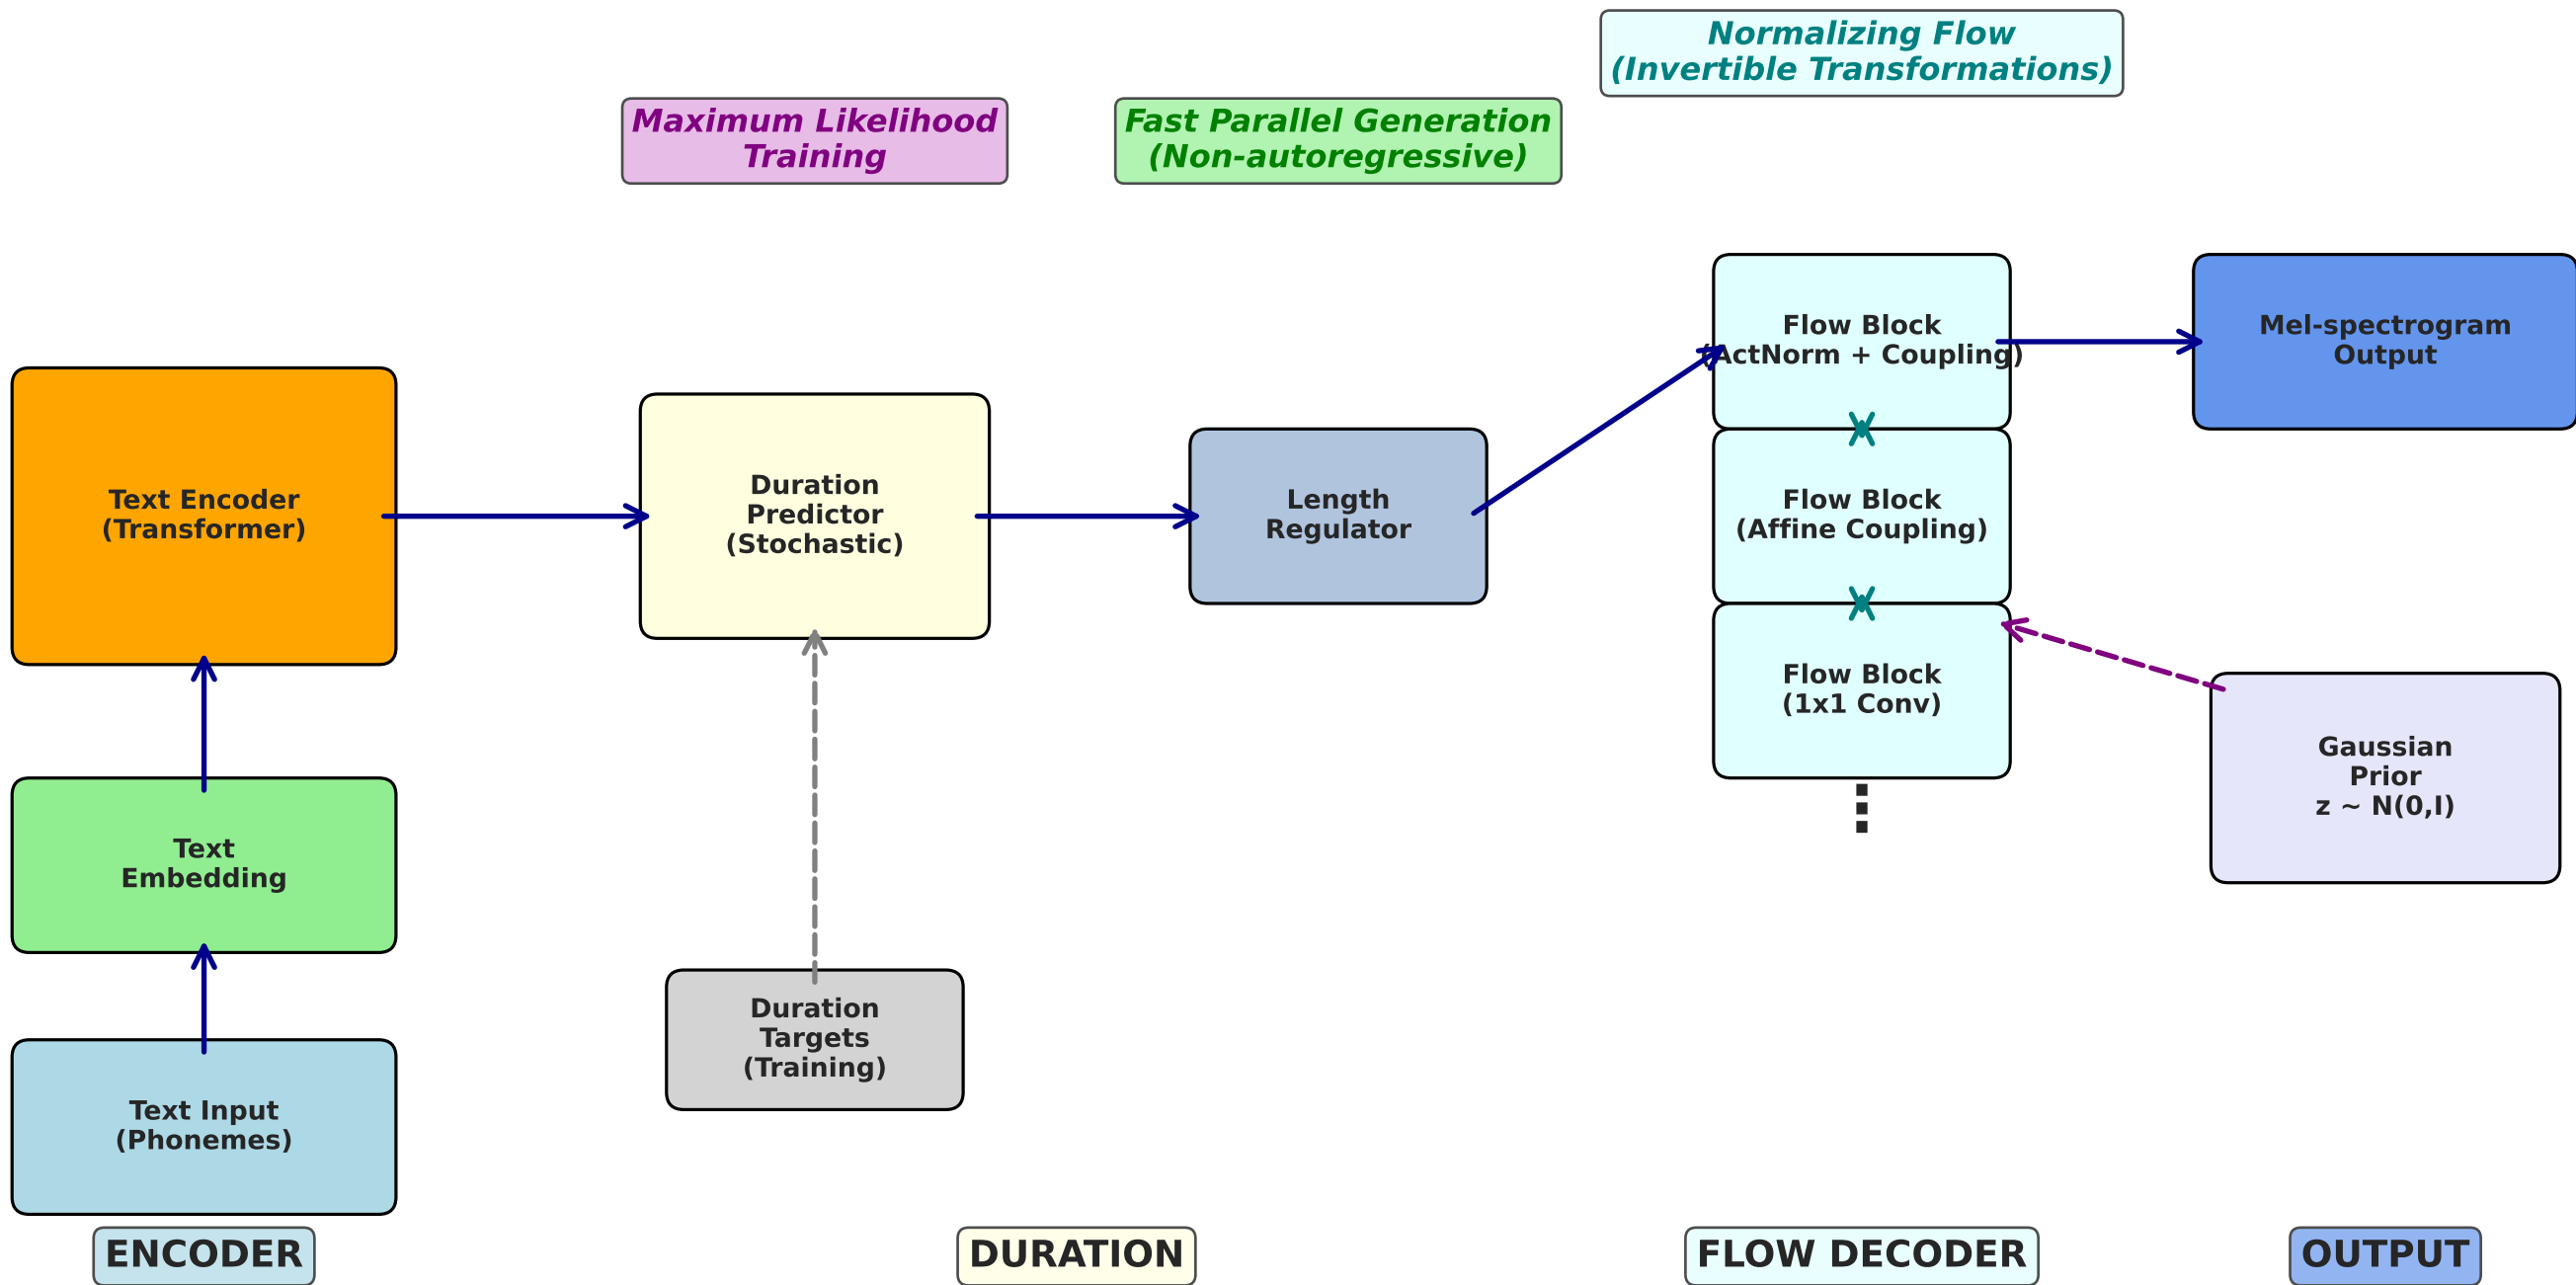 Normalizing Flow
(Invertible Transformations)
Maximum Likelihood
Training
Fast Parallel Generation
(Non-autoregressive)
Flow Block
(ActNorm + Coupling)
Mel-spectrogram
Output
Text Encoder
(Transformer)
Duration
Predictor
(Stochastic)
Length
Regulator
Flow Block
(Affine Coupling)
Flow Block
(1x1 Conv)
Gaussian
Prior
z ~ N(0,I)
Text
Embedding
Duration
Targets
(Training)
Text Input
(Phonemes)
ENCODER
DURATION
FLOW DECODER
OUTPUT